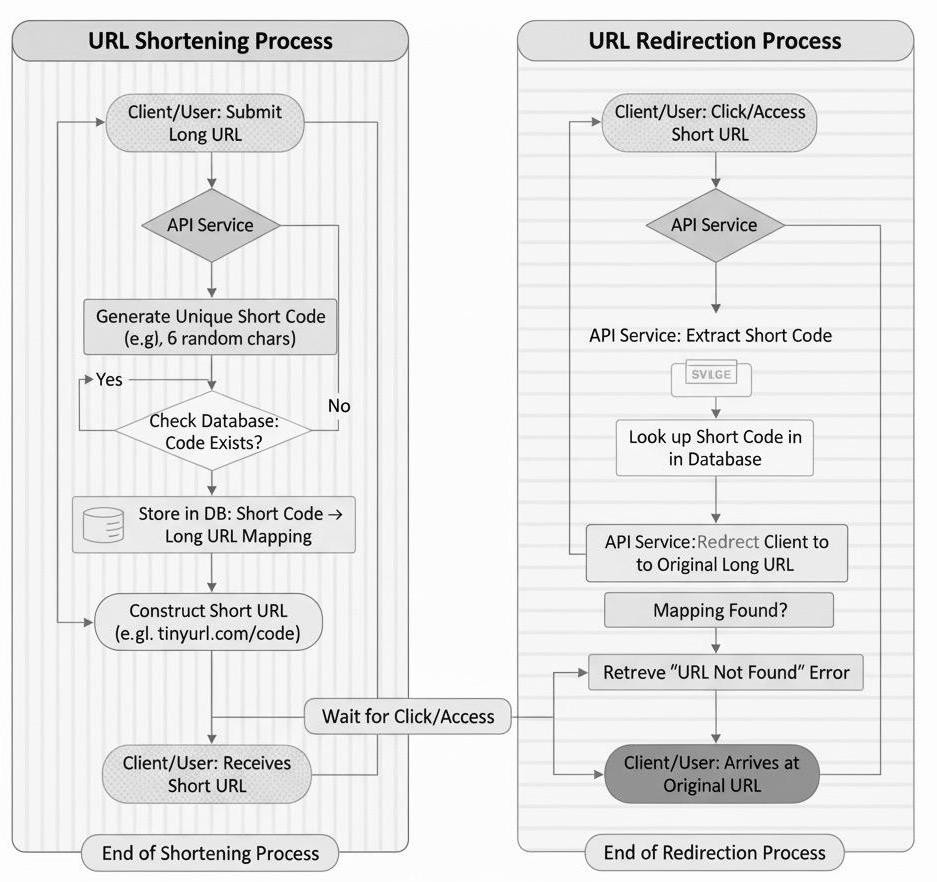 URL Shortening Process
Client/User: Submit
Long URL
API Service
Generate Unique Short Code
(e.g), 6 random chars)
Yes
No
Check Database:
Code Exists?
Store in DB: Short Code →
Long URL Mapping
Construct Short URL
(e.gl. tinyurl.com/code)
Wait for Click/Access
Client/User: Receives
Short URL
End of Shortening Process
URL Redirection Process
Client/User: Click/Access
Short URL
API Service
API Service: Extract Short Code
Look up Short Code in
in Database
API Service:Redrect Client to
to Original Long URL
Mapping Found?
Retreve "URL Not Found" Error
Client/User: Arrives at
Original URL
End of Redirection Process